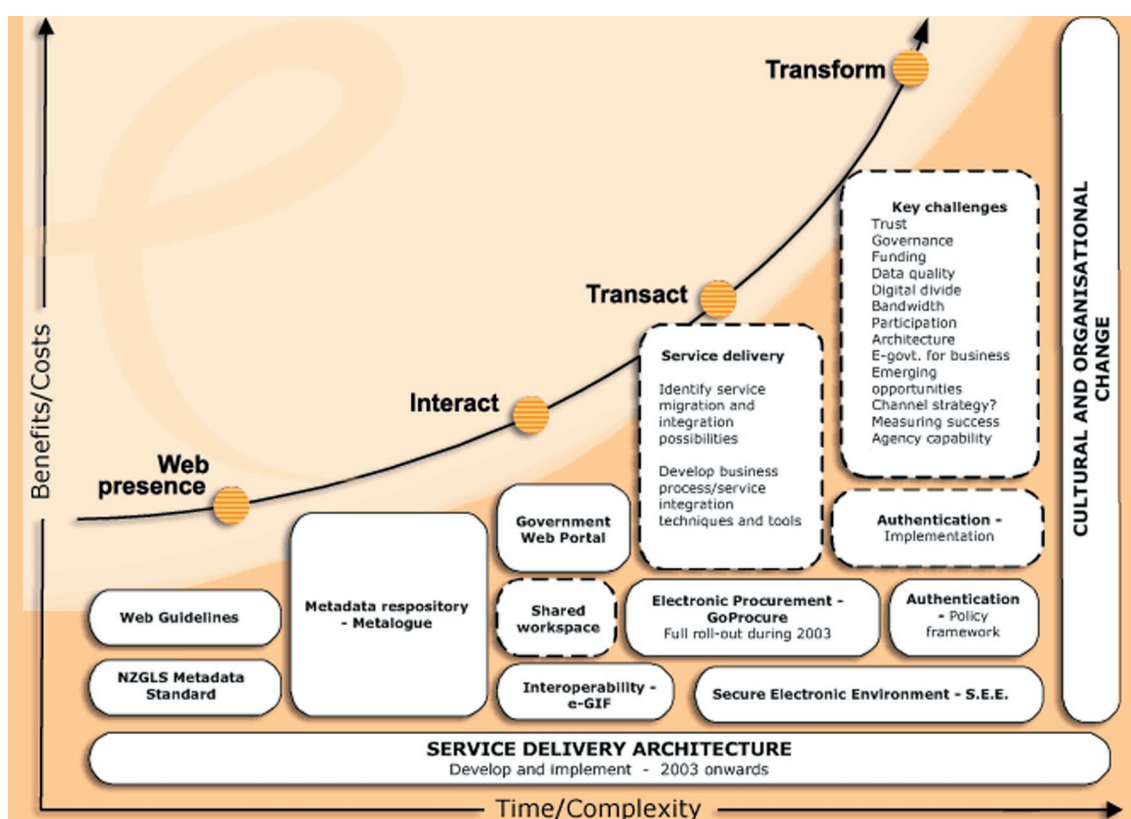 Transform
Key challenges
Trust
Governance
Funding
Data quality
Digital divide
Bandwidth
Participation
Architecture
E-govt. for business
Emerging
opportunities
Channel strategy?
Measuring success
Agency capability
Transact
Service delivery
Identify service
migration and
integration
possibilities
Develop business
process/service
integration
techniques and tools
Interact
Web
presence
Government
Web Portal
Authentication -
Implementation
Metadata respository
- Metalogue
Web Guidelines
Shared
workspace
Electronic Procurement -
GoProcure
Full roll-out during 2003
Authentication
- Policy
framework
NZGLS Metadata
Standard
Interoperability -
e-GIF
Secure Electronic Environment - S.E.E.
SERVICE DELIVERY ARCHITECTURE
Develop and implement - 2003 onwards
CULTURAL AND ORGANISATIONAL
CHANGE
Benefits/Costs
Time/Complexity